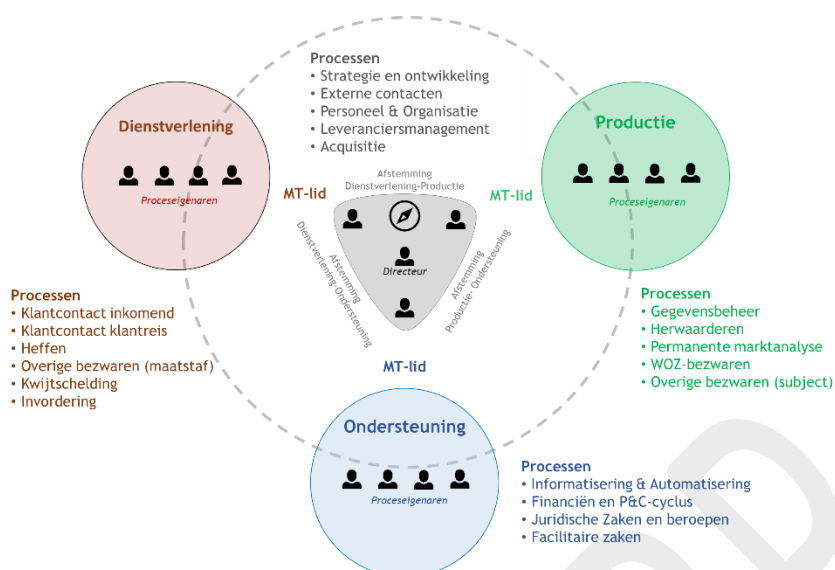 Processen
• Strategie en ontwikkeling
• Externe contacten
• Personeel & Organisatie
• Leveranciersmanagement
• Acquisitie
Dienstverlening
Proceseigenaren
Productie
Proceseigenaren
Afstemming
Dienstverlening-Productie
MT-lid
MT-lid
Directeur
Afstemming
Dienstverlening-Ondersteuning
Afstemming
Productie- Ondersteuning
MT-lid
Processen
• Klantcontact inkomend
• Klantcontact klantreis
• Heffen
• Overige bezwaren (maatstaf)
• Kwijtschelding
• Invordering
Processen
• Gegevensbeheer
• Herwaarderen
• Permanente marktanalyse
• WOZ-bezwaren
• Overige bezwaren (subject)
Ondersteuning
Proceseigenaren
Processen
• Informatisering & Automatisering
• Financiën en P&C-cyclus
• Juridische Zaken en beroepen
• Facilitaire zaken